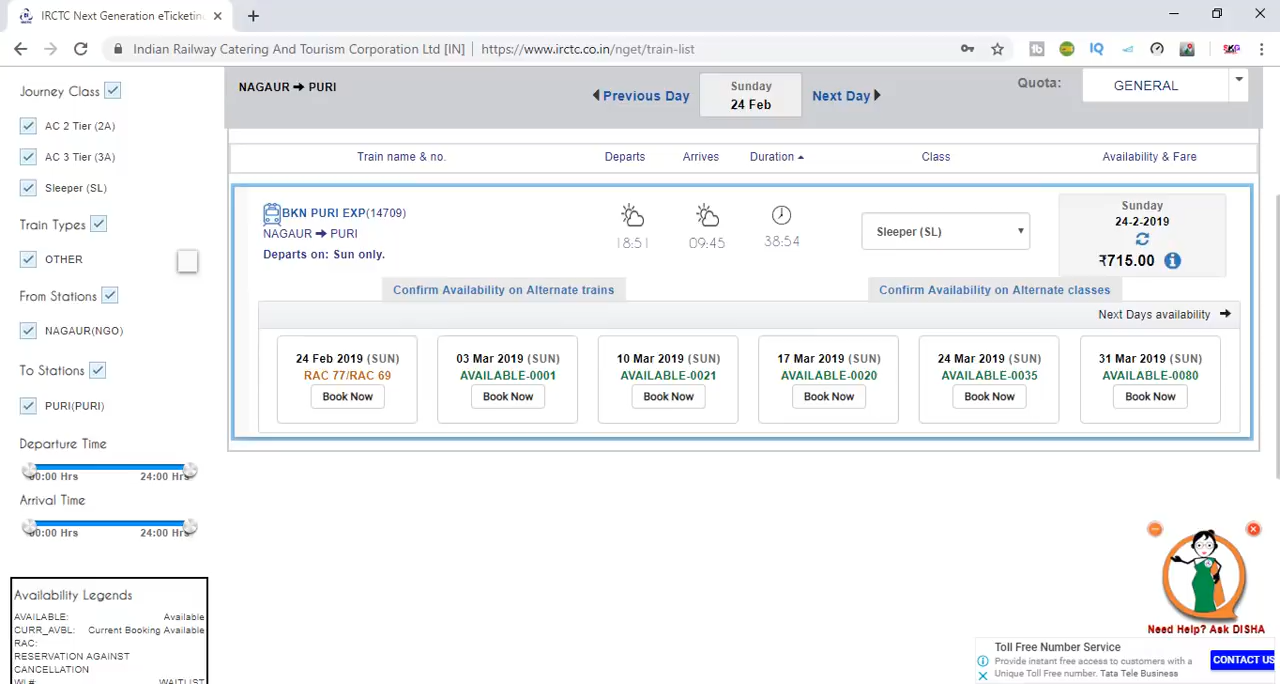 IRCTC Next Generation eTicketing
Indian Railway Catering And Tourism Corporation Ltd [IN] | https://www.irctc.co.in/nget/train-list
IQ
SKG
Journey Class
AC 2 Tier (2A)
AC 3 Tier (3A)
Sleeper (SL)
Train Types
OTHER
From Stations
NAGAUR(NGO)
To Stations
PURI(PURI)
Departure Time
00:00 Hrs 24:00 Hrs
Arrival Time
00:00 Hrs 24:00 Hrs
Availability Legends
AVAILABLE: Available
CURR_AVBL: Current Booking Available
RAC:
RESERVATION AGAINST
CANCELLATION
WL#: WAITLIST
NAGAUR ➔ PURI
Previous Day
Sunday
24 Feb
Next Day
Quota: GENERAL
Train name & no. Departs Arrives Duration Class Availability & Fare
BKN PURI EXP(14709)
NAGAUR ➔ PURI
Departs on: Sun only.
18:51 09:45 38:54
Sleeper (SL)
Sunday
24-2-2019
₹715.00
Confirm Availability on Alternate trains
Confirm Availability on Alternate classes
Next Days availability
24 Feb 2019 (SUN) 03 Mar 2019 (SUN) 10 Mar 2019 (SUN) 17 Mar 2019 (SUN) 24 Mar 2019 (SUN) 31 Mar 2019 (SUN)
RAC 77/RAC 69 AVAILABLE-0001 AVAILABLE-0021 AVAILABLE-0020 AVAILABLE-0035 AVAILABLE-0080
Book Now Book Now Book Now Book Now Book Now Book Now
Need Help? Ask DISHA
Toll Free Number Service
Provide instant free access to customers with a
Unique Toll Free number. Tata Tele Business
CONTACT US